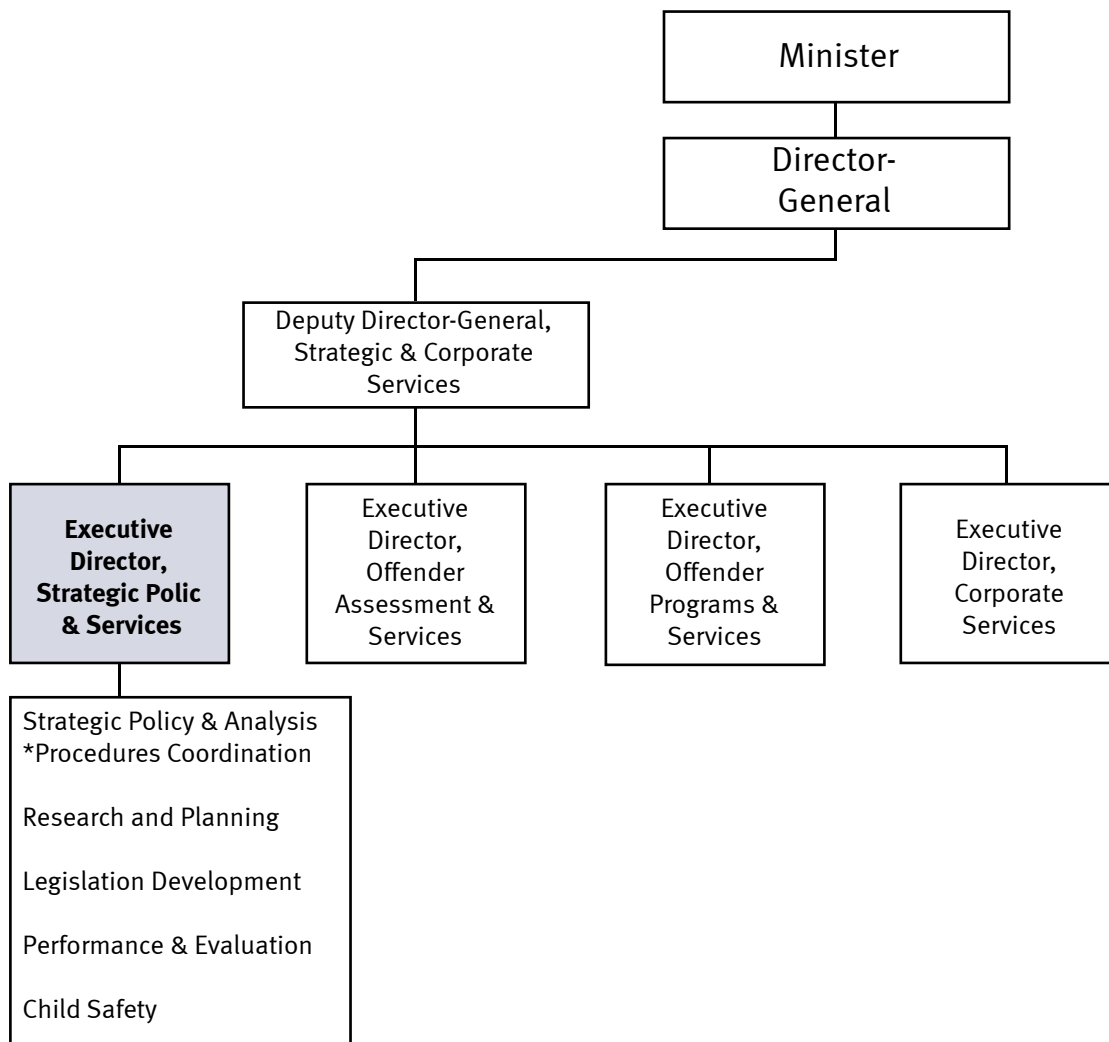 Minister
Director-
General
Deputy Director-General,
Strategic & Corporate
Services
Executive
Director,
Strategic Polic
& Services
Executive
Director,
Offender
Assessment &
Services
Executive
Director,
Offender
Programs &
Services
Executive
Director,
Corporate
Services
Strategic Policy & Analysis
*Procedures Coordination
Research and Planning
Legislation Development
Performance & Evaluation
Child Safety